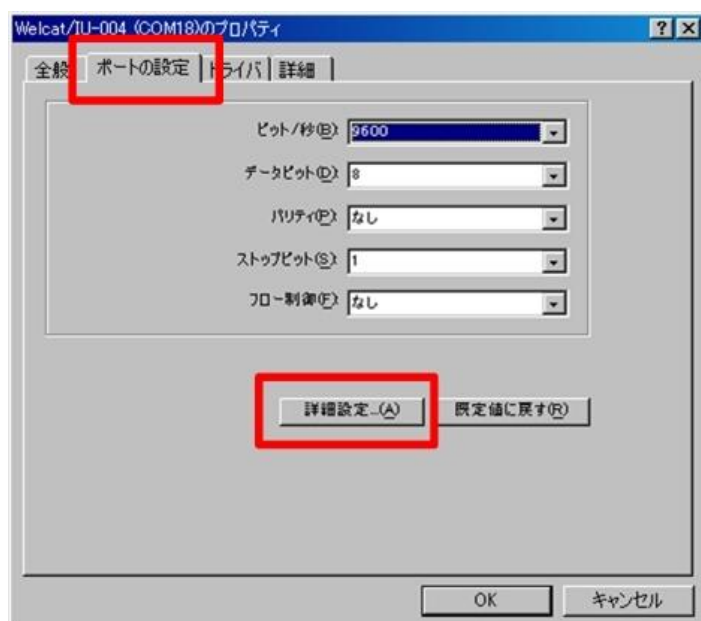 Welcat/IU-004 (COM18)のプロパティ
全般 ポートの設定 ドライバ 詳細
ビット/秒(B): 9600
データビット(D): 8
パリティ(P): なし
ストップビット(S): 1
フロー制御(F): なし
詳細設定...(A) 既定値に戻す(R)
OK キャンセル